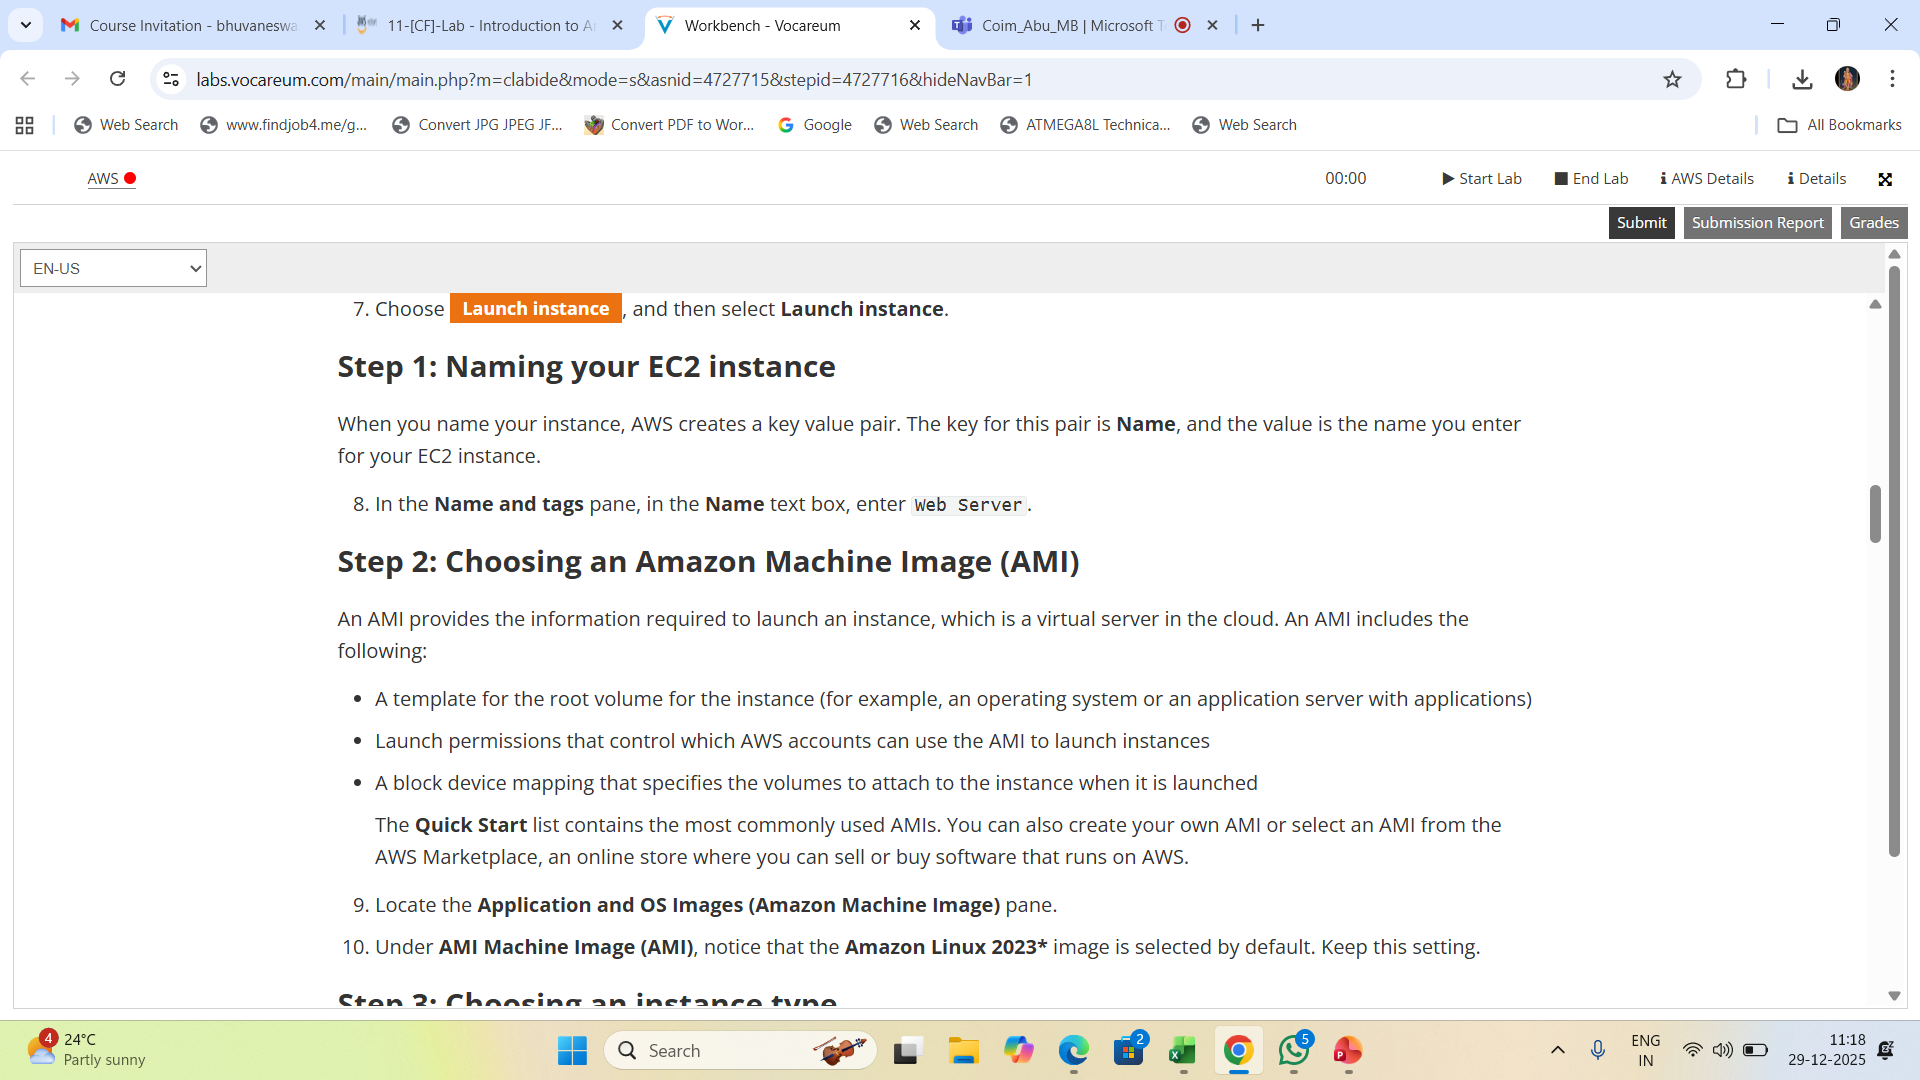 Course Invitation - bhuvaneswa
11-[CF]-Lab - Introduction to Ar
Workbench - Vocareum
Coim_Abu_MB | Microsoft T
labs.vocareum.com/main/main.php?m=clabide&mode=s&asnid=4727715&stepid=4727716&hideNavBar=1
Web Search
www.findjob4.me/g...
Convert JPG JPEG JF...
Convert PDF to Wor...
Google
Web Search
ATMEGA8L Technica...
Web Search
All Bookmarks
AWS
00:00
Start Lab
End Lab
AWS Details
Details
Submit
Submission Report
Grades
EN-US
7. Choose Launch instance , and then select Launch instance.
Step 1: Naming your EC2 instance
When you name your instance, AWS creates a key value pair. The key for this pair is Name, and the value is the name you enter
for your EC2 instance.
8. In the Name and tags pane, in the Name text box, enter Web Server.
Step 2: Choosing an Amazon Machine Image (AMI)
An AMI provides the information required to launch an instance, which is a virtual server in the cloud. An AMI includes the
following:
• A template for the root volume for the instance (for example, an operating system or an application server with applications)
• Launch permissions that control which AWS accounts can use the AMI to launch instances
• A block device mapping that specifies the volumes to attach to the instance when it is launched
The Quick Start list contains the most commonly used AMIs. You can also create your own AMI or select an AMI from the
AWS Marketplace, an online store where you can sell or buy software that runs on AWS.
9. Locate the Application and OS Images (Amazon Machine Image) pane.
10. Under AMI Machine Image (AMI), notice that the Amazon Linux 2023* image is selected by default. Keep this setting.
Step 3: Choosing an instance type
4
24°C
Partly sunny
Search
2
5
ENG
IN
11:18
29-12-2025